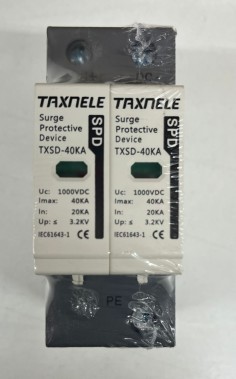 TAXNELE
Surge
Protective
Device
SPD
TXSD-40KA
Uc: 1000VDC
Imax: 40KA
In: 20KA
Up: ≤ 3.2KV
IEC61643-1 CE
TAXNELE
Surge
Protective
Device
SPD
TXSD-40KA
Uc: 1000VDC
Imax: 40KA
In: 20KA
Up: ≤ 3.2KV
IEC61643-1 CE
PE